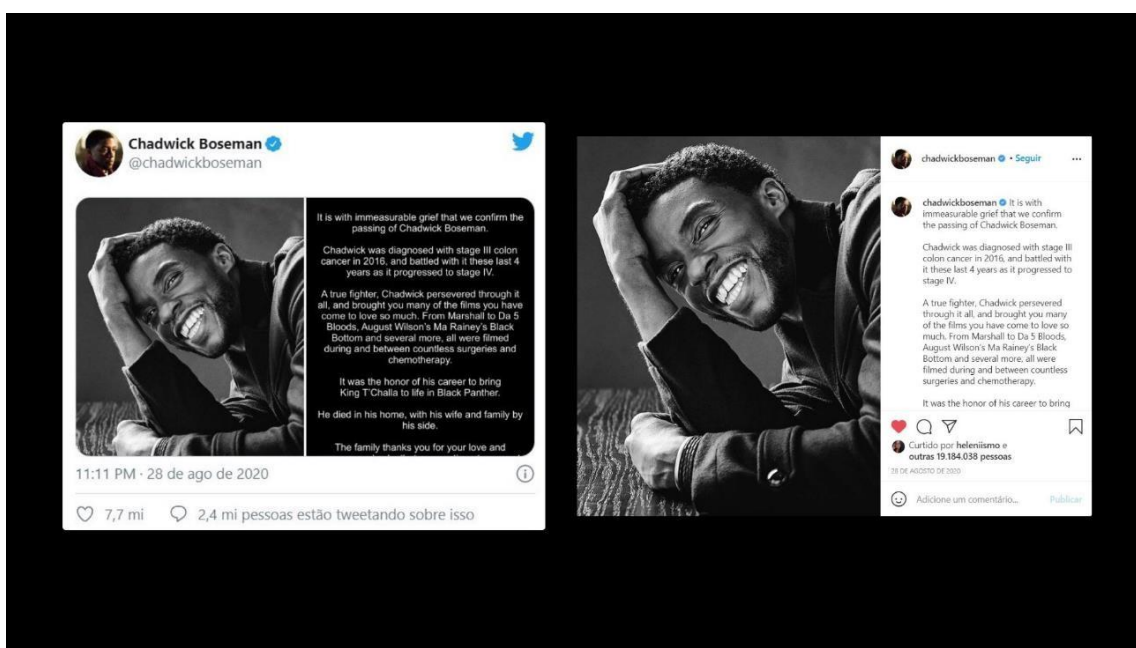 Chadwick Boseman
@chadwickboseman
It is with immeasurable grief that we confirm the
passing of Chadwick Boseman.
Chadwick was diagnosed with stage III colon
cancer in 2016, and battled with it these last 4
years as it progressed to stage IV.
A true fighter, Chadwick persevered through it
all, and brought you many of the films you have
come to love so much. From Marshall to Da 5
Bloods, August Wilson's Ma Rainey's Black
Bottom and several more, all were filmed
during and between countless surgeries and
chemotherapy.
It was the honor of his career to bring
King T'Challa to life in Black Panther.
He died in his home, with his wife and family by
his side.
The family thanks you for your love and
11:11 PM · 28 de ago de 2020
7,7 mi 2,4 mi pessoas estão tweetando sobre isso
chadwickboseman • Seguir
chadwickboseman It is with
immeasurable grief that we confirm
the passing of Chadwick Boseman.
Chadwick was diagnosed with stage III
colon cancer in 2016, and battled with
it these last 4 years as it progressed to
stage IV.
A true fighter, Chadwick persevered
through it all, and brought you many
of the films you have come to love so
much. From Marshall to Da 5 Bloods,
August Wilson's Ma Rainey's Black
Bottom and several more, all were
filmed during and between countless
surgeries and chemotherapy.
It was the honor of his career to bring
Curtido por heleniismo e
outras 19.184.038 pessoas
28 DE AGOSTO DE 2020
Adicione um comentário... Publicar